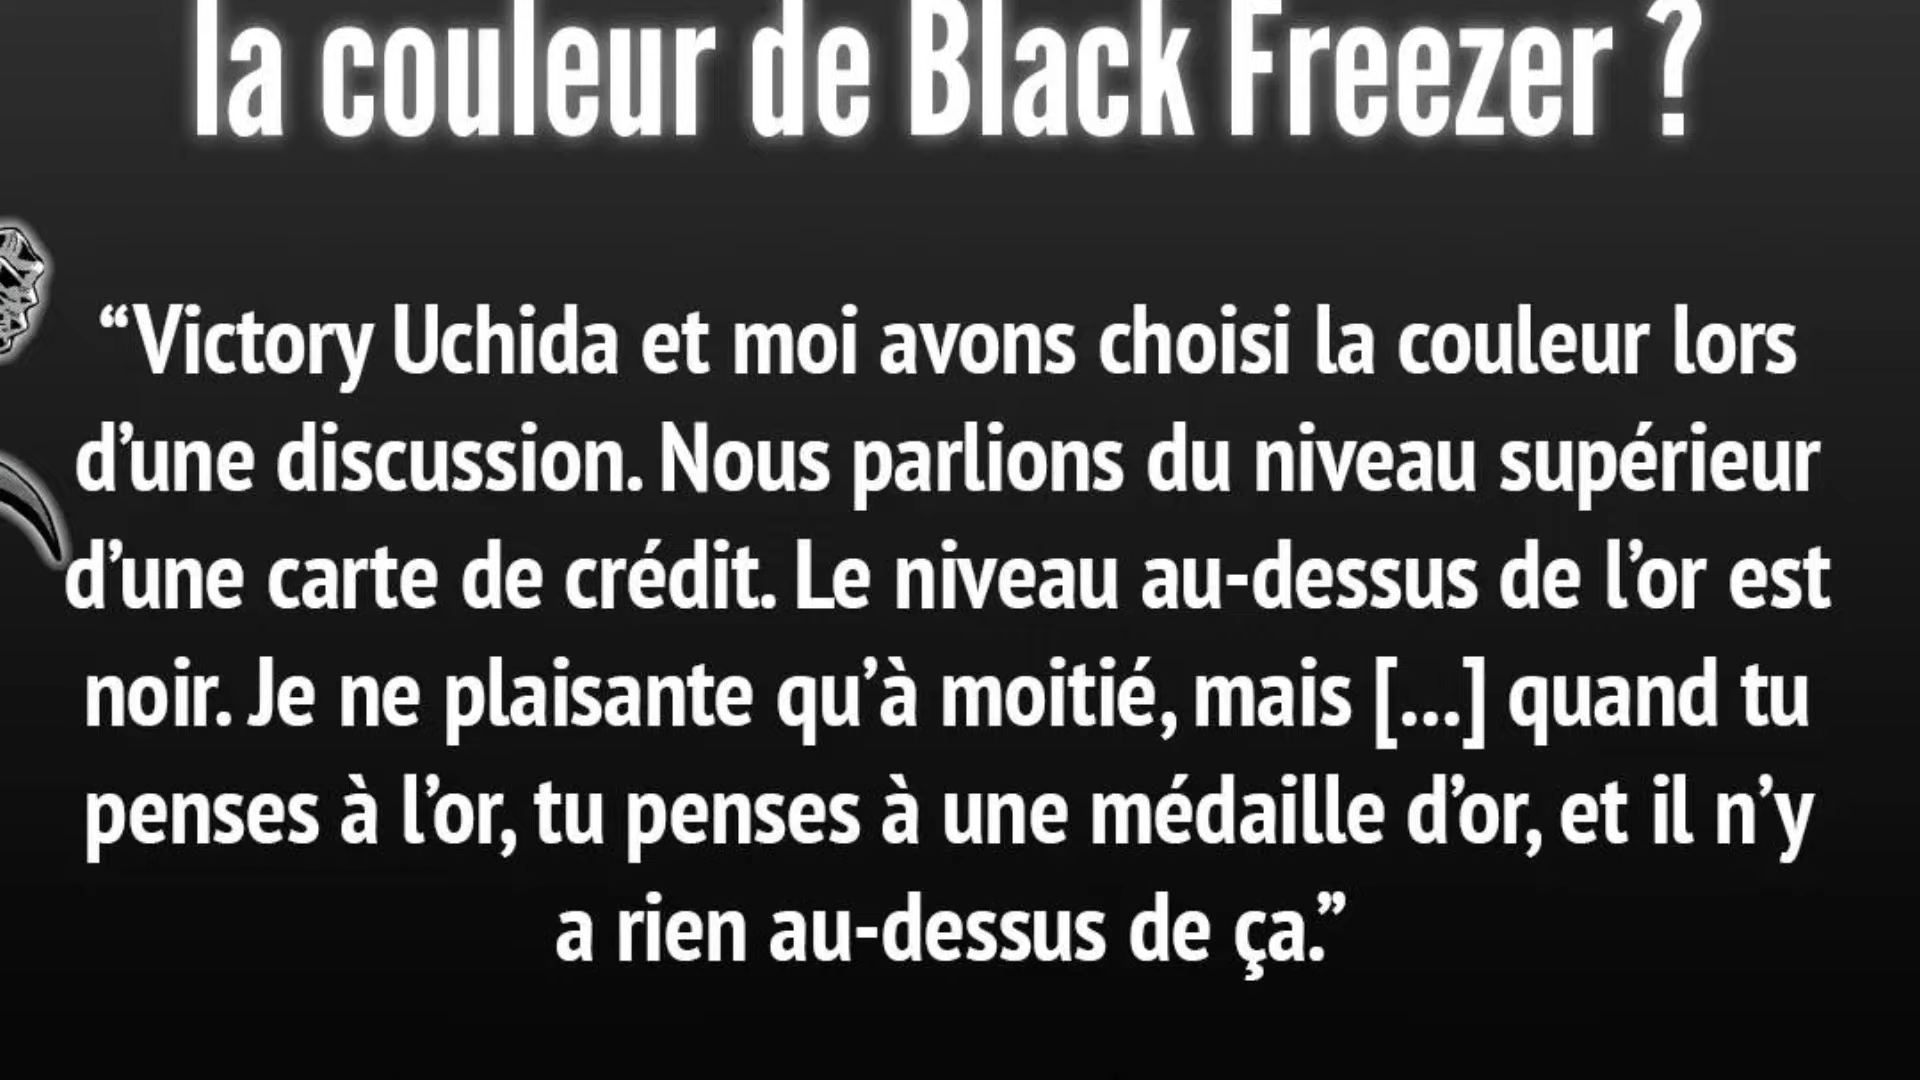 la couleur de Black Freezer ?
“Victory Uchida et moi avons choisi la couleur lors
d’une discussion. Nous parlions du niveau supérieur
d’une carte de crédit. Le niveau au-dessus de l’or est
noir. Je ne plaisante qu’à moitié, mais [...] quand tu
penses à l’or, tu penses à une médaille d’or, et il n’y
a rien au-dessus de ça.”